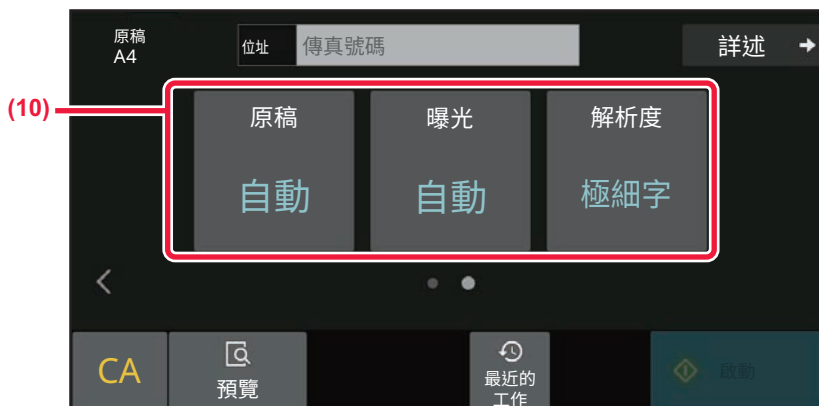 原稿
A4
位址 傳真號碼
詳述
(10)
原稿 曝光 解析度
自動 自動 極細字
CA
預覽
最近的
工作
啟動